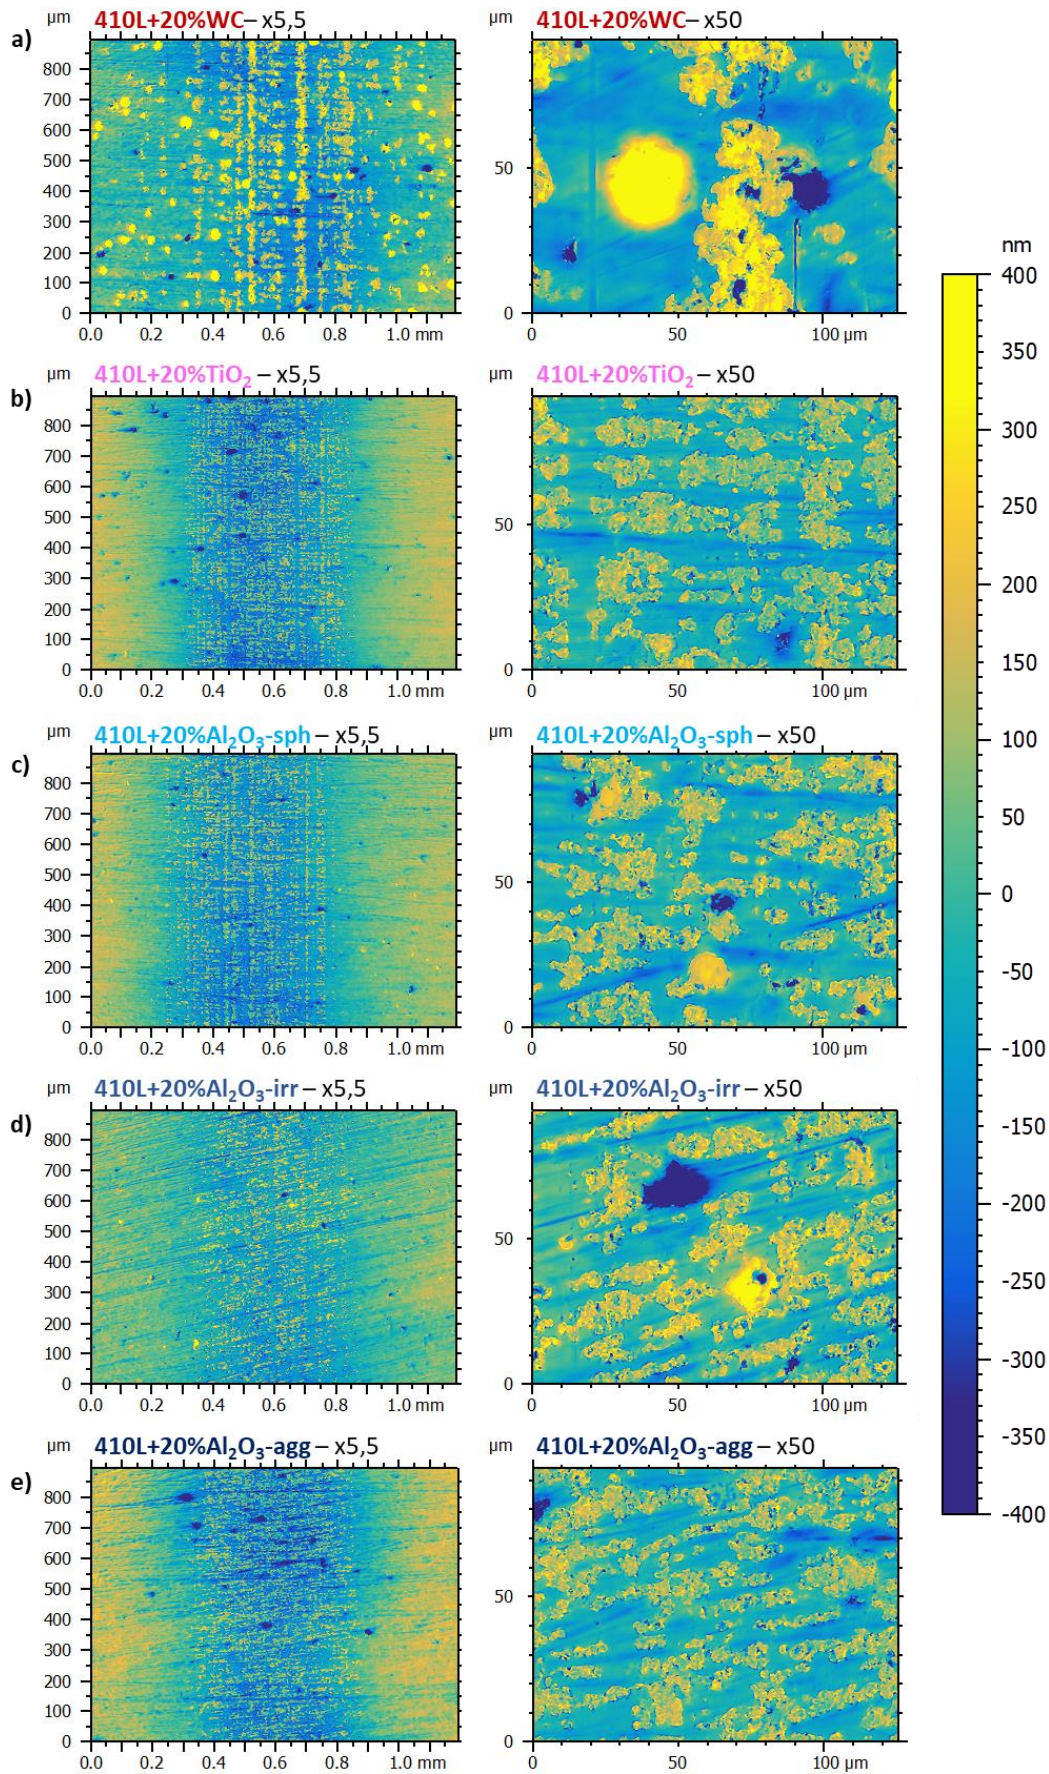 410L+20%WC– x5,5
410L+20%WC– x50
a)
µm
800
700
600
500
400
300
200
100
0
0.0 0.2 0.4 0.6 0.8 1.0 mm
50
0
0 50 100 µm
nm
400
350
300
250
200
150
100
50
0
-50
-100
-150
-200
-250
-300
-350
-400
b)
410L+20%TiO₂ – x5,5
410L+20%TiO₂ – x50
µm
µm
800
700
600
500
400
300
200
100
0
0.0 0.2 0.4 0.6 0.8 1.0 mm
50
0
0 50 100 µm
c)
410L+20%Al₂O₃-sph – x5,5
410L+20%Al₂O₃-sph – x50
µm
µm
800
700
600
500
400
300
200
100
0
0.0 0.2 0.4 0.6 0.8 1.0 mm
50
0
0 50 100 µm
d)
410L+20%Al₂O₃-irr – x5,5
410L+20%Al₂O₃-irr – x50
µm
µm
800
700
600
500
400
300
200
100
0
0.0 0.2 0.4 0.6 0.8 1.0 mm
50
0
0 50 100 µm
e)
410L+20%Al₂O₃-agg – x5,5
410L+20%Al₂O₃-agg – x50
µm
µm
800
700
600
500
400
300
200
100
0
0.0 0.2 0.4 0.6 0.8 1.0 mm
50
0
0 50 100 µm